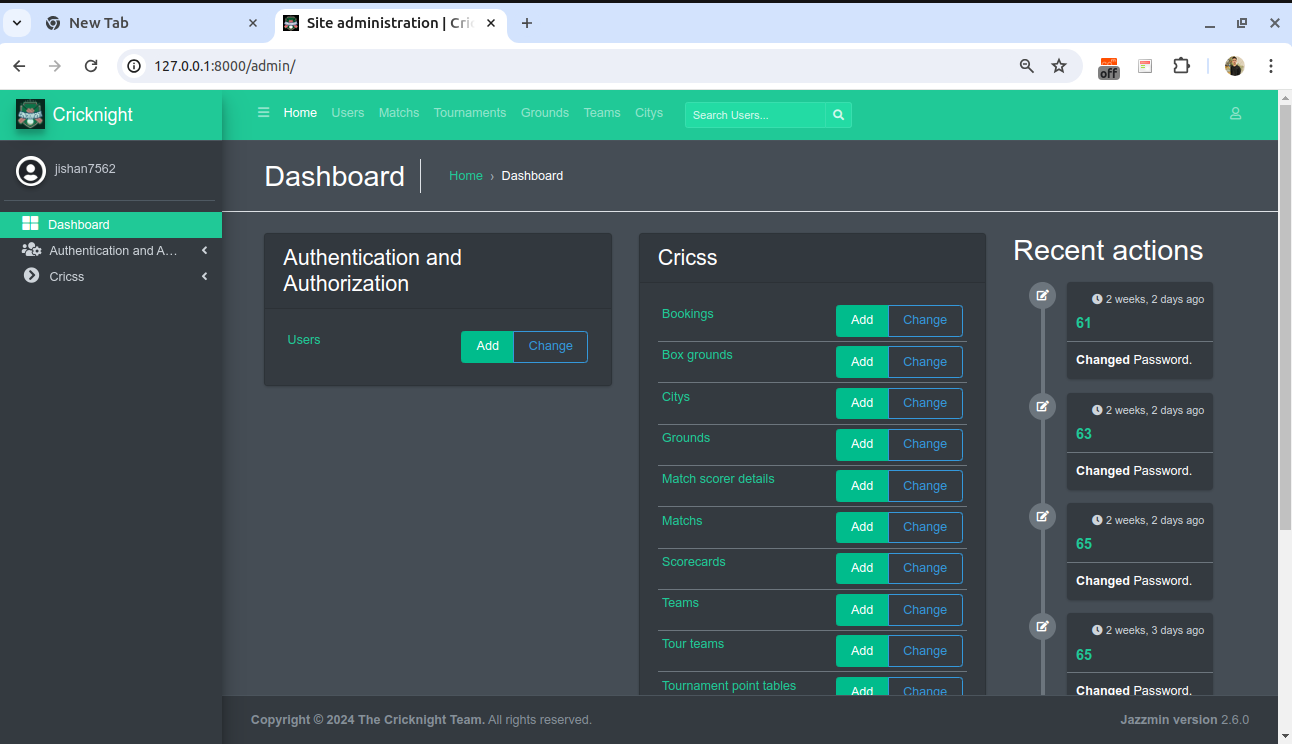 New Tab
Site administration | Cric
127.0.0.1:8000/admin/
off
Cricknight
Home Users Matchs Tournaments Grounds Teams Citys
Search Users...
jishan7562
Dashboard
Authentication and A...
Cricss
Dashboard
Home › Dashboard
Authentication and
Authorization
Users Add Change
Cricss
Bookings Add Change
Box grounds Add Change
Citys Add Change
Grounds Add Change
Match scorer details Add Change
Matchs Add Change
Scorecards Add Change
Teams Add Change
Tour teams Add Change
Tournament point tables Add Change
Recent actions
2 weeks, 2 days ago
61
Changed Password.
2 weeks, 2 days ago
63
Changed Password.
2 weeks, 2 days ago
65
Changed Password.
2 weeks, 3 days ago
65
Changed Password.
Copyright © 2024 The Cricknight Team. All rights reserved.
Jazzmin version 2.6.0